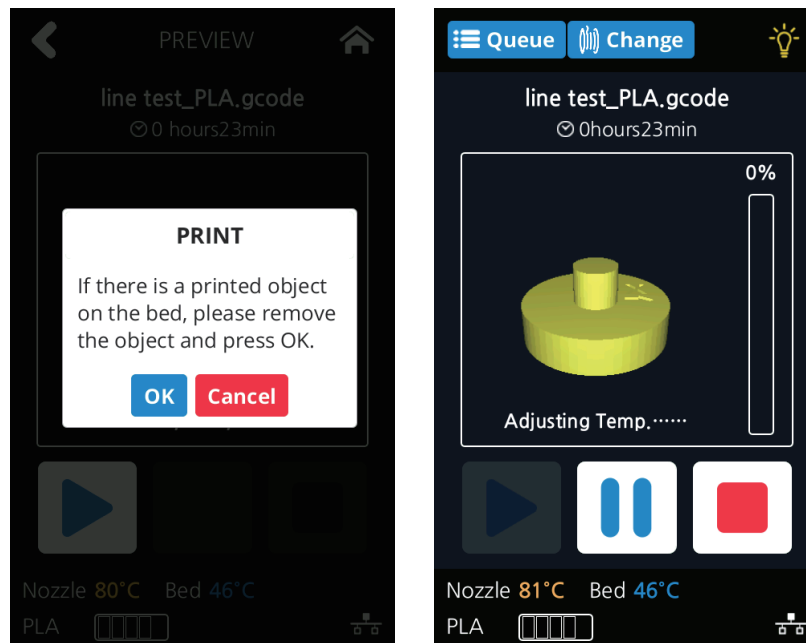 PREVIEW
line test_PLA.gcode
0 hours23min
PRINT
If there is a printed object
on the bed, please remove
the object and press OK.
OK Cancel
Nozzle 80°C Bed 46°C
PLA
Queue Change
line test_PLA.gcode
0hours23min
0%
Adjusting Temp.······
Nozzle 81°C Bed 46°C
PLA